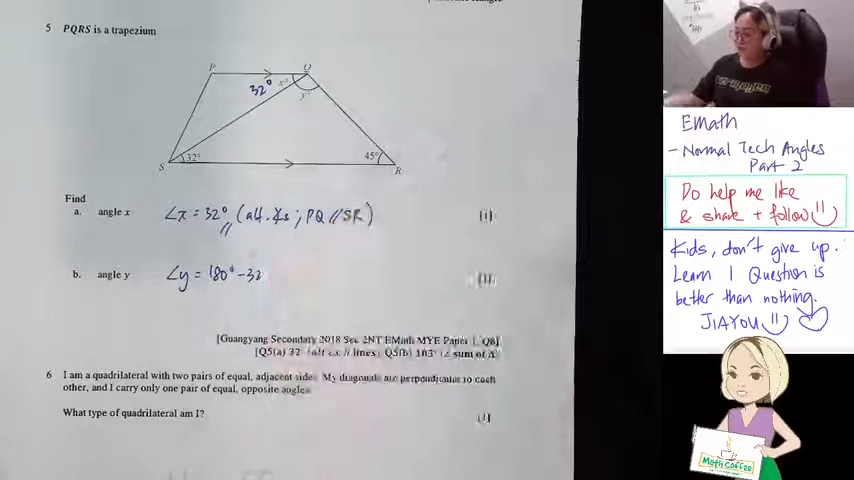 5 PQRS is a trapezium
P Q
32° x° y°
S 32° 45° R
Find
a. angle x ∠x = 32° (alt. ∠s; PQ // SR) [1]
b. angle y ∠y = 180° - 32 [1]
[Guangyang Secondary 2018 Sec 2NT EMath MYE Paper 1 Q8]
[Q5(a) 32 (alt ∠s // lines) Q5(b) 103° (∠ sum of Δ
6 I am a quadrilateral with two pairs of equal, adjacent sides. My diagonals are perpendicular to each
other, and I carry only one pair of equal, opposite angles.
What type of quadrilateral am I? [1]
EMath
- Normal Tech Angles
Part 2
Do help me like
& share + follow
Kids, don't give up.
Learn 1 Question is
better than nothing.
JIAYOU
Math Coffee